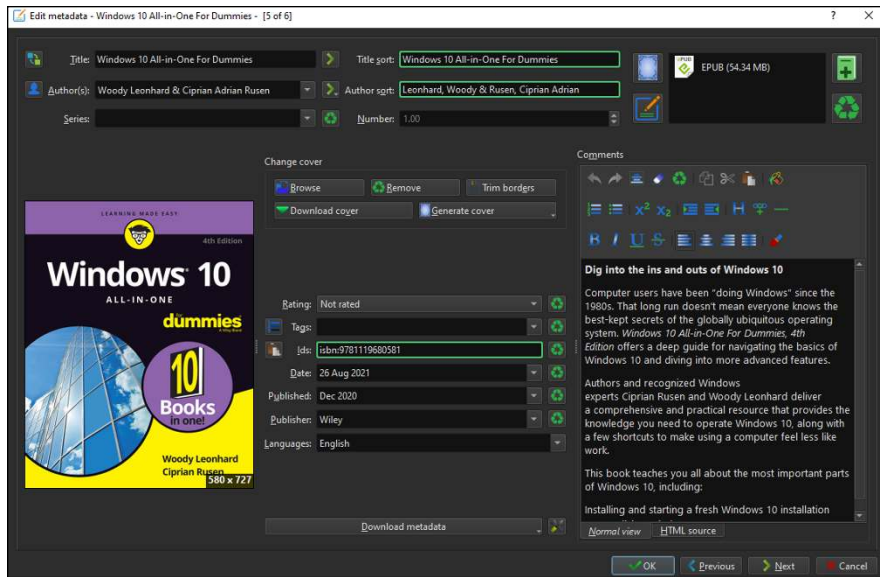 Edit metadata - Windows 10 All-in-One For Dummies - [5 of 6]
Title: Windows 10 All-in-One For Dummies
Title sort: Windows 10 All-in-One For Dummies
EPUB (54.34 MB)
Author(s): Woody Leonhard & Ciprian Adrian Rusen
Author sort: Leonhard, Woody & Rusen, Ciprian Adrian
Series:
Number: 1.00
Change cover
Browse
Remove
Trim borders
Download cover
Generate cover
LEARNING MADE EASY
4th Edition
Windows 10
ALL-IN-ONE
dummies
10
Books
in one!
Woody Leonhard
Ciprian Rusen
580 x 727
Rating: Not rated
Tags:
Ids: isbn:9781119680581
Date: 26 Aug 2021
Published: Dec 2020
Publisher: Wiley
Languages: English
Download metadata
Comments
Dig into the ins and outs of Windows 10
Computer users have been "doing Windows" since the
1980s. That long run doesn't mean everyone knows the
best-kept secrets of the globally ubiquitous operating
system. Windows 10 All-in-One For Dummies, 4th
Edition offers a deep guide for navigating the basics of
Windows 10 and diving into more advanced features.
Authors and recognized Windows
experts Ciprian Rusen and Woody Leonhard deliver
a comprehensive and practical resource that provides the
knowledge you need to operate Windows 10, along with
a few shortcuts to make using a computer feel less like
work.
This book teaches you all about the most important parts
of Windows 10, including:
Installing and starting a fresh Windows 10 installation
Normal view
HTML source
OK
Previous
Next
Cancel